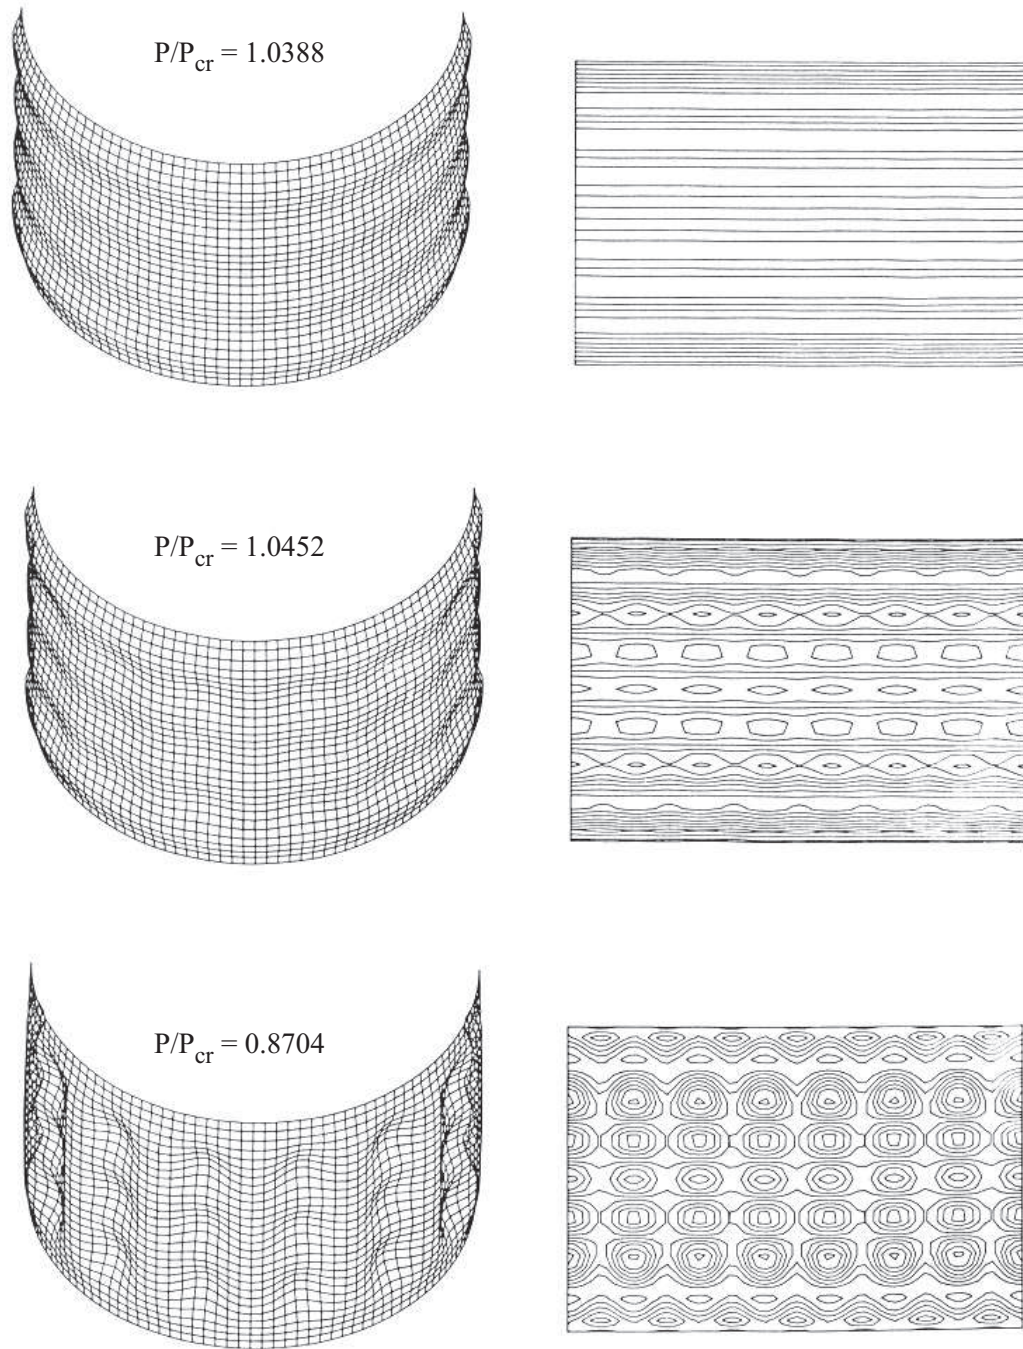 P/Pcr = 1.0388
P/Pcr = 1.0452
P/Pcr = 0.8704